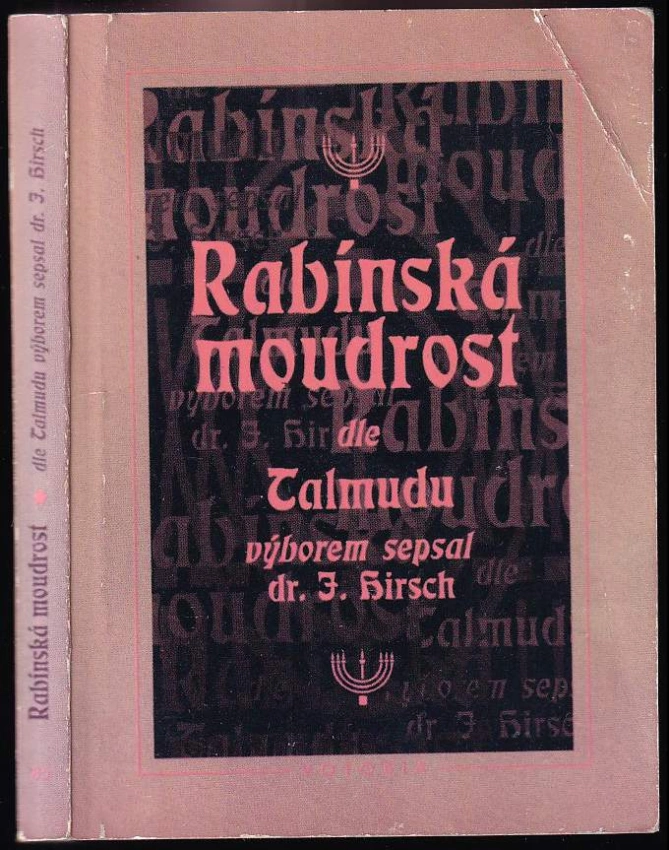 Rabínská moudrost
dle Talmudu výborem sepsal dr. J. Hirsch
Rabínská
moudrost
dle
Talmudu
výborem sepsal
dr. J. Hirsch